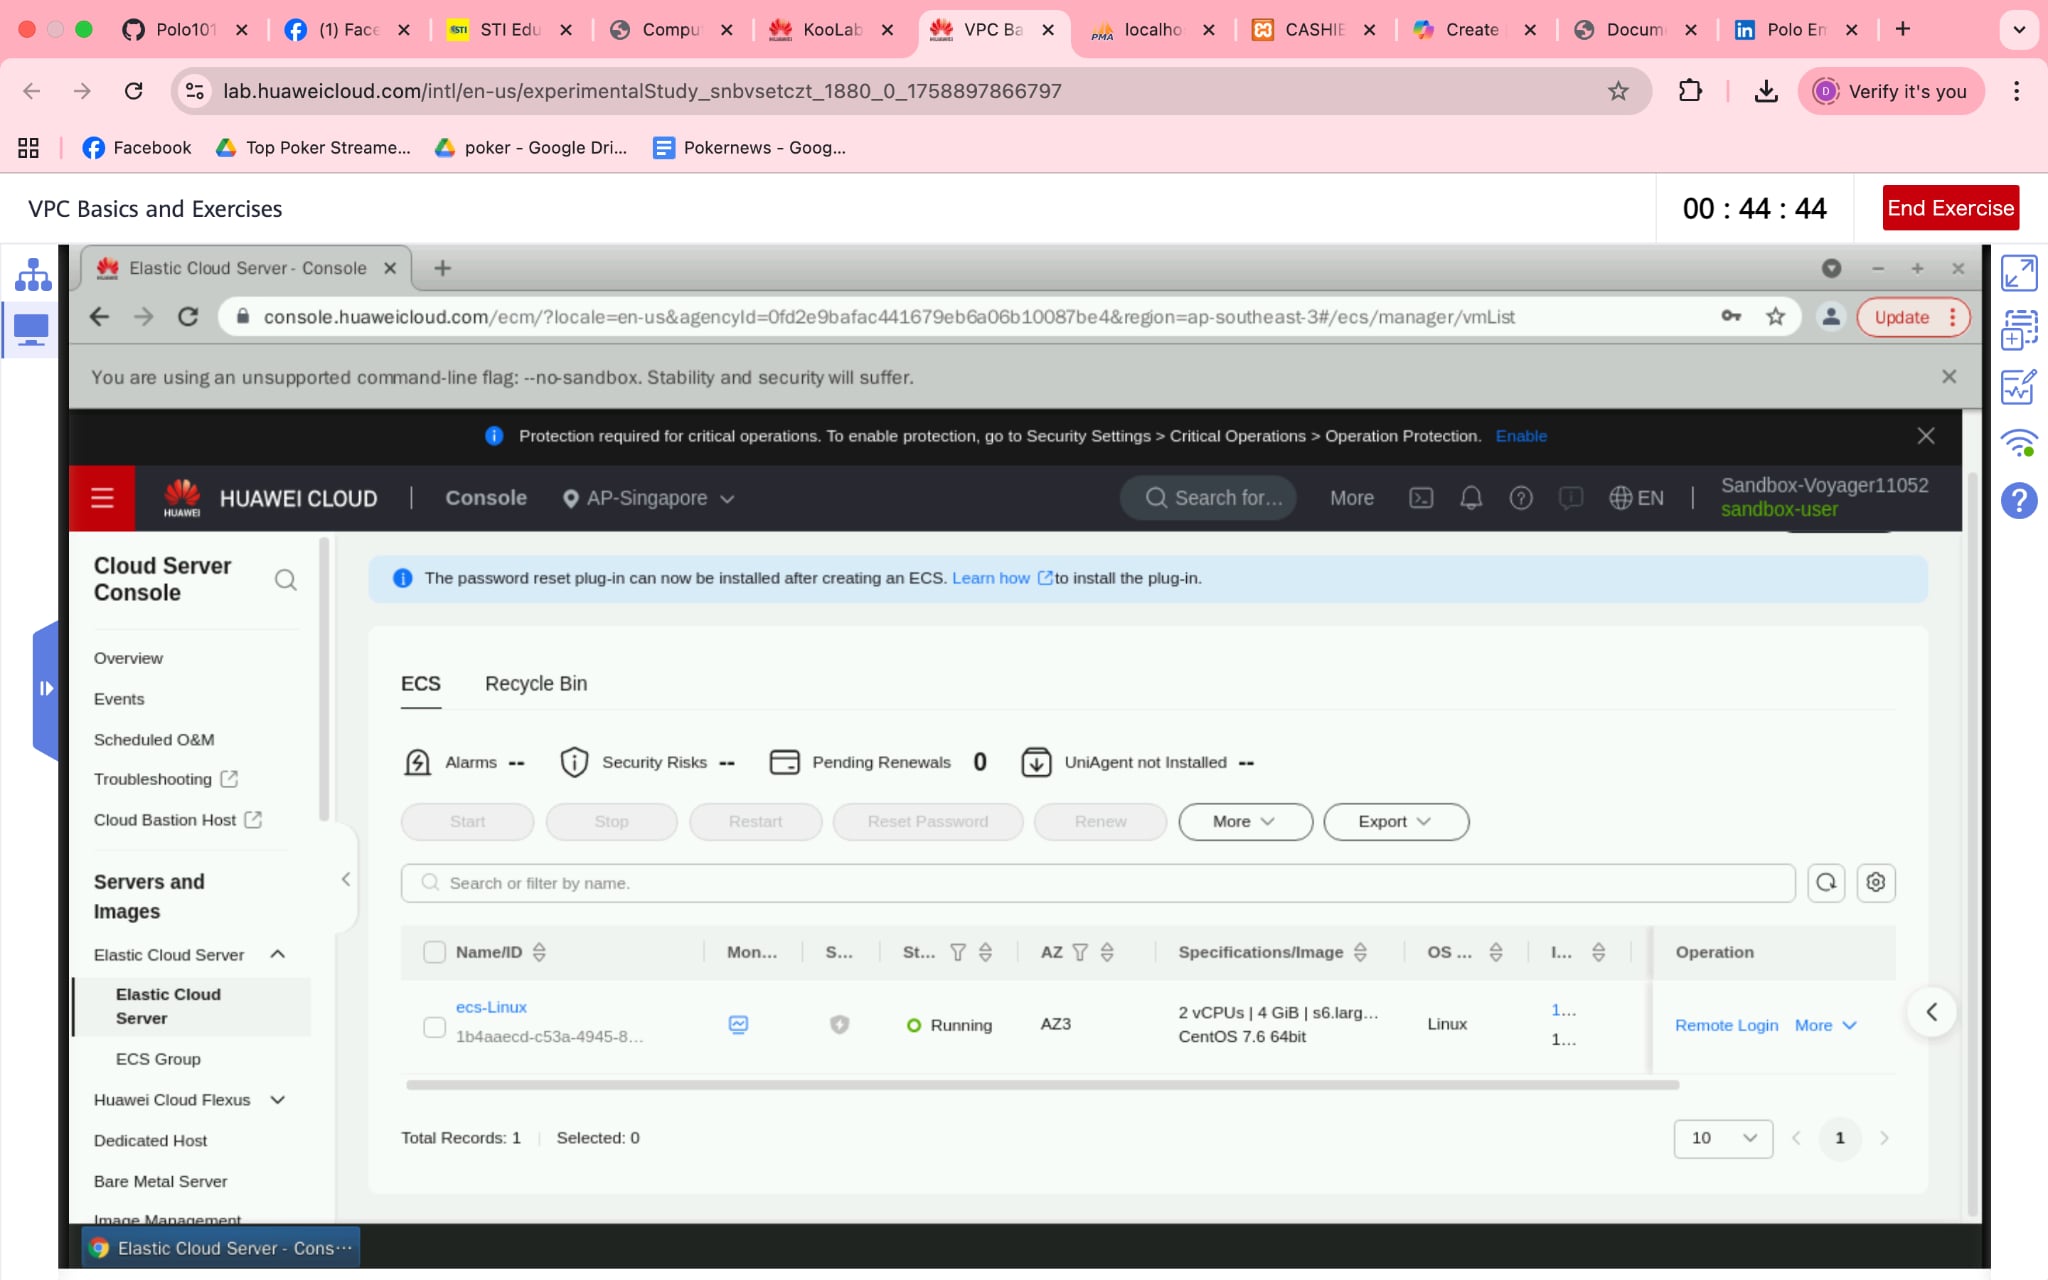 Polo101
(1) Face
STI Edu
Compu
KooLab
VPC Ba
localho
CASHIE
Create
Docum
Polo Em
lab.huaweicloud.com/intl/en-us/experimentalStudy_snbvsetczt_1880_0_1758897866797
D Verify it's you
Facebook
Top Poker Streame...
poker - Google Dri...
Pokernews - Goog...
VPC Basics and Exercises
00 : 44 : 44
End Exercise
Elastic Cloud Server - Console
console.huaweicloud.com/ecm/?locale=en-us&agencyId=0fd2e9bafac441679eb6a06b10087be4&region=ap-southeast-3#/ecs/manager/vmList
Update
You are using an unsupported command-line flag: --no-sandbox. Stability and security will suffer.
Protection required for critical operations. To enable protection, go to Security Settings > Critical Operations > Operation Protection. Enable
HUAWEI
HUAWEI CLOUD
Console
AP-Singapore
Search for...
More
EN
Sandbox-Voyager11052
sandbox-user
Cloud Server
Console
Overview
Events
Scheduled O&M
Troubleshooting
Cloud Bastion Host
Servers and
Images
Elastic Cloud Server
Elastic Cloud
Server
ECS Group
Huawei Cloud Flexus
Dedicated Host
Bare Metal Server
Image Management
The password reset plug-in can now be installed after creating an ECS. Learn how to install the plug-in.
ECS
Recycle Bin
Alarms --
Security Risks --
Pending Renewals 0
UniAgent not Installed --
Start
Stop
Restart
Reset Password
Renew
More
Export
Search or filter by name.
Name/ID
Mon...
S...
St...
AZ
Specifications/Image
OS ...
I...
Operation
ecs-Linux
1b4aaecd-c53a-4945-8...
Running
AZ3
2 vCPUs | 4 GiB | s6.larg...
CentOS 7.6 64bit
Linux
1...
1...
Remote Login
More
Total Records: 1
Selected: 0
10
1
Elastic Cloud Server - Cons...